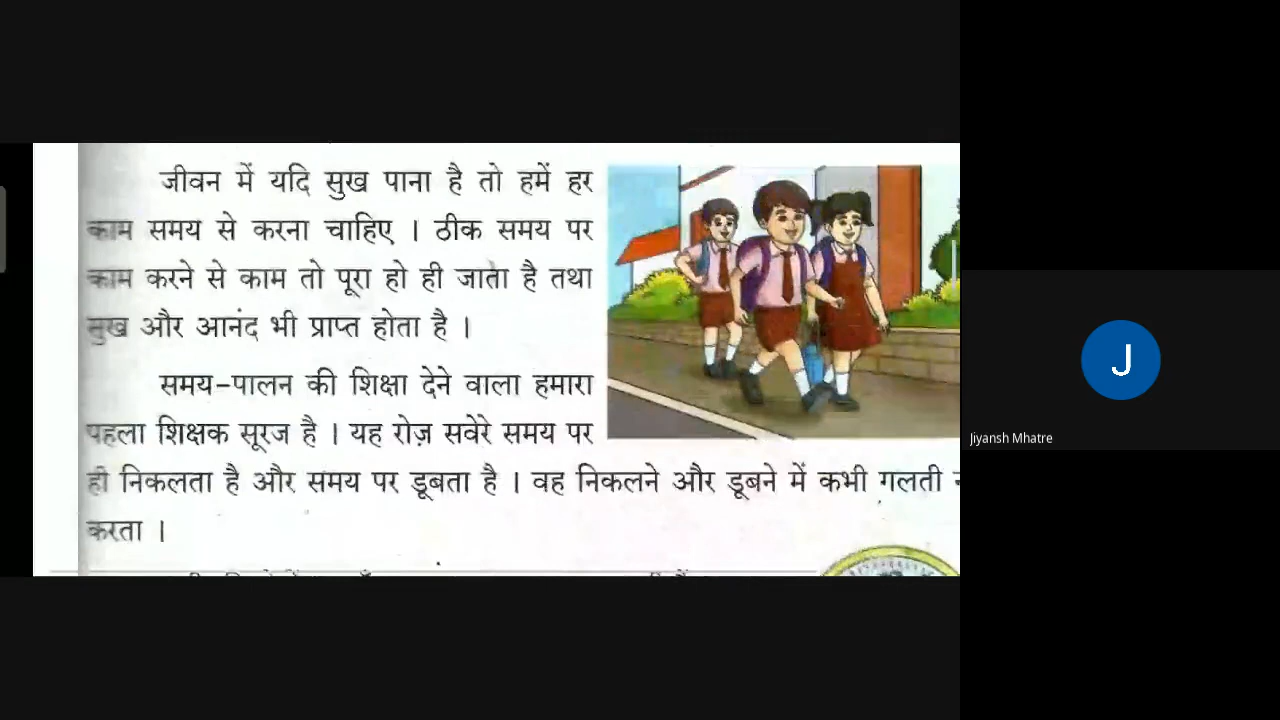 जीवन में यदि सुख पाना है तो हमें हर
काम समय से करना चाहिए । ठीक समय पर
काम करने से काम तो पूरा हो ही जाता है तथा
सुख और आनंद भी प्राप्त होता है ।
समय-पालन की शिक्षा देने वाला हमारा
पहला शिक्षक सूरज है । यह रोज़ सवेरे समय पर
ही निकलता है और समय पर डूबता है । वह निकलने और डूबने में कभी गलती
करता ।
J
Jiyansh Mhatre